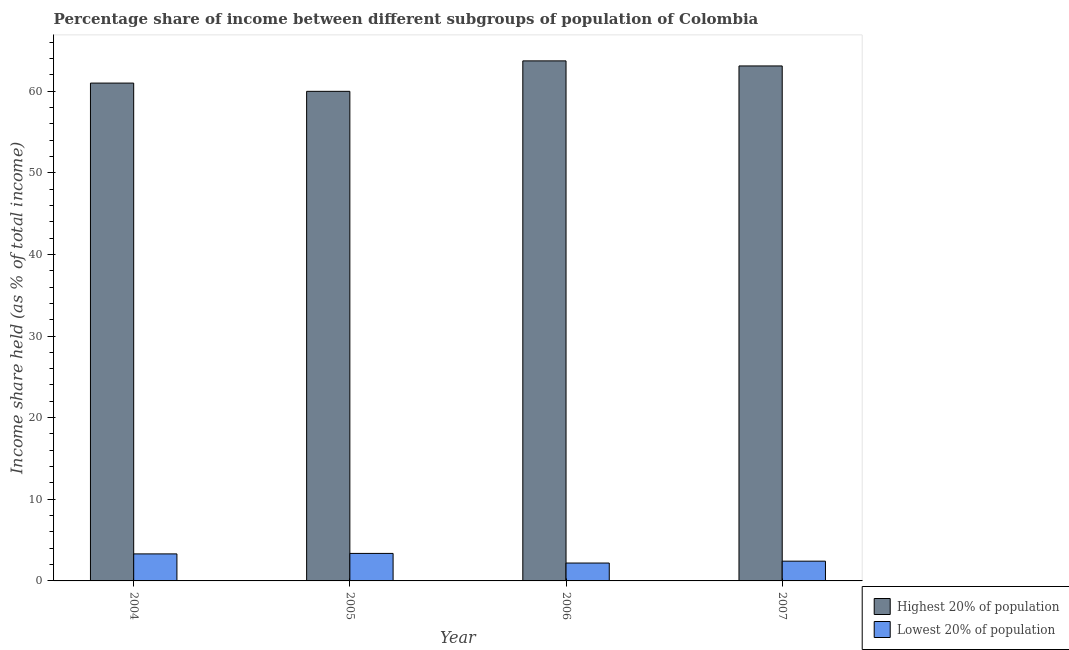 Percentage share of income between different subgroups of population of Colombia
Income share held (as % of total income)
60
50
40
30
20
10
0
2004
2005
2006
2007
Year
Highest 20% of population
Lowest 20% of population